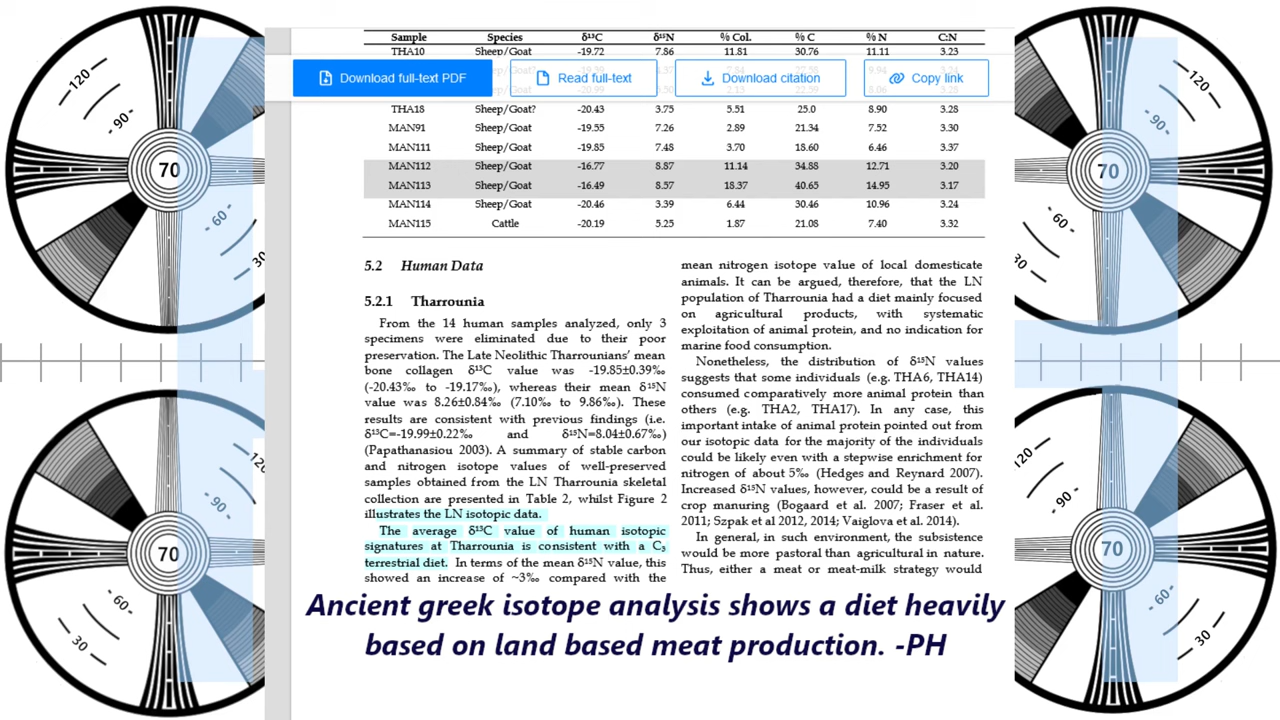 Sample Species δ¹³C δ¹⁵N % Col. % C % N C:N
THA10 Sheep/Goat -19.72 7.86 11.81 30.76 11.11 3.23
Download full-text PDF Read full-text Download citation Copy link
THA18 Sheep/Goat? -20.43 3.75 5.51 25.0 8.90 3.28
MAN91 Sheep/Goat -19.55 7.26 2.89 21.34 7.52 3.30
MAN111 Sheep/Goat -19.85 7.48 3.70 18.60 6.46 3.37
MAN112 Sheep/Goat -16.77 8.87 11.14 34.88 12.71 3.20
MAN113 Sheep/Goat -16.49 8.57 18.37 40.65 14.95 3.17
MAN114 Sheep/Goat -20.46 3.39 6.44 30.46 10.96 3.24
MAN115 Cattle -20.19 5.25 1.87 21.08 7.40 3.32
5.2 Human Data
5.2.1 Tharrounia
From the 14 human samples analyzed, only 3
specimens were eliminated due to their poor
preservation. The Late Neolithic Tharrounians' mean
bone collagen δ¹³C value was -19.85±0.39‰
(-20.43‰ to -19.17‰), whereas their mean δ¹⁵N
value was 8.26±0.84‰ (7.10‰ to 9.86‰). These
results are consistent with previous findings (i.e.
δ¹³C=-19.99±0.22‰ and δ¹⁵N=8.04±0.67‰)
(Papathanasiou 2003). A summary of stable carbon
and nitrogen isotope values of well-preserved
samples obtained from the LN Tharrounia skeletal
collection are presented in Table 2, whilst Figure 2
illustrates the LN isotopic data.
The average δ¹³C value of human isotopic
signatures at Tharrounia is consistent with a C₃
terrestrial diet. In terms of the mean δ¹⁵N value, this
showed an increase of ~3‰ compared with the
mean nitrogen isotope value of local domesticate
animals. It can be argued, therefore, that the LN
population of Tharrounia had a diet mainly focused
on agricultural products, with systematic
exploitation of animal protein, and no indication for
marine food consumption.
Nonetheless, the distribution of δ¹⁵N values
suggests that some individuals (e.g. THA6, THA14)
consumed comparatively more animal protein than
others (e.g. THA2, THA17). In any case, this
important intake of animal protein pointed out from
our isotopic data for the majority of the individuals
could be likely even with a stepwise enrichment for
nitrogen of about 5‰ (Hedges and Reynard 2007).
Increased δ¹⁵N values, however, could be a result of
crop manuring (Bogaard et al. 2007; Fraser et al.
2011; Szpak et al 2012, 2014; Vaiglova et al. 2014).
In general, in such environment, the subsistence
would be more pastoral than agricultural in nature.
Thus, either a meat or meat-milk strategy would
Ancient greek isotope analysis shows a diet heavily
based on land based meat production. -PH
120
- 90 -
70
- 60 -
30
- 90 -
70
- 60 -
30
120
- 90 -
70
- 60 -
30
120
- 90 -
70
- 60 -
30